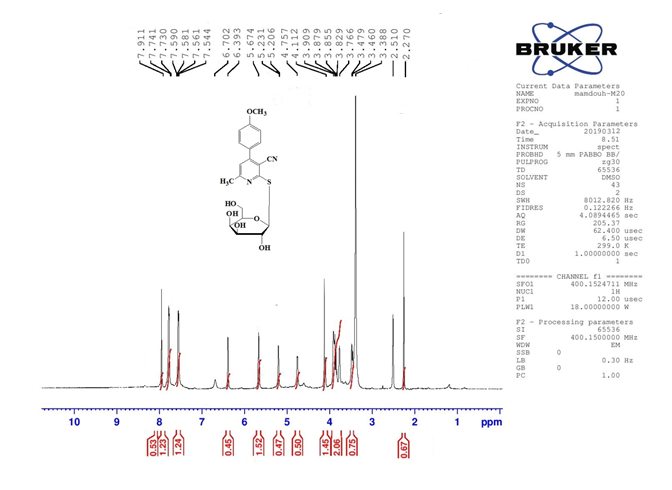 7.911
7.741
7.730
7.590
7.581
7.561
7.544
6.702
6.393
5.674
5.231
5.206
4.757
4.112
3.909
3.879
3.855
3.829
3.766
3.479
3.460
3.388
2.510
2.270
BRUKER
Current Data Parameters
NAME mamdouh-M20
EXPNO 1
PROCNO 1
F2 - Acquisition Parameters
Date_ 20190312
Time 8.51
INSTRUM spect
PROBHD 5 mm PABBO BB/
PULPROG zg30
TD 65536
SOLVENT DMSO
NS 43
DS 2
SWH 8012.820 Hz
FIDRES 0.122266 Hz
AQ 4.0894465 sec
RG 205.37
DW 62.400 usec
DE 6.50 usec
TE 299.0 K
D1 1.00000000 sec
TD0 1
======== CHANNEL f1 ========
SFO1 400.1524711 MHz
NUC1 1H
P1 12.00 usec
PLW1 18.00000000 W
F2 - Processing parameters
SI 65536
SF 400.1500000 MHz
WDW EM
SSB 0
LB 0.30 Hz
GB 0
PC 1.00
OCH3
CN
H3C N S
HO
OH O
OH
OH
10 9 8 7 6 5 4 3 2 1 ppm
0.53
1.23
1.24
0.45
1.52
0.47
0.50
1.45
2.06
0.75
0.67